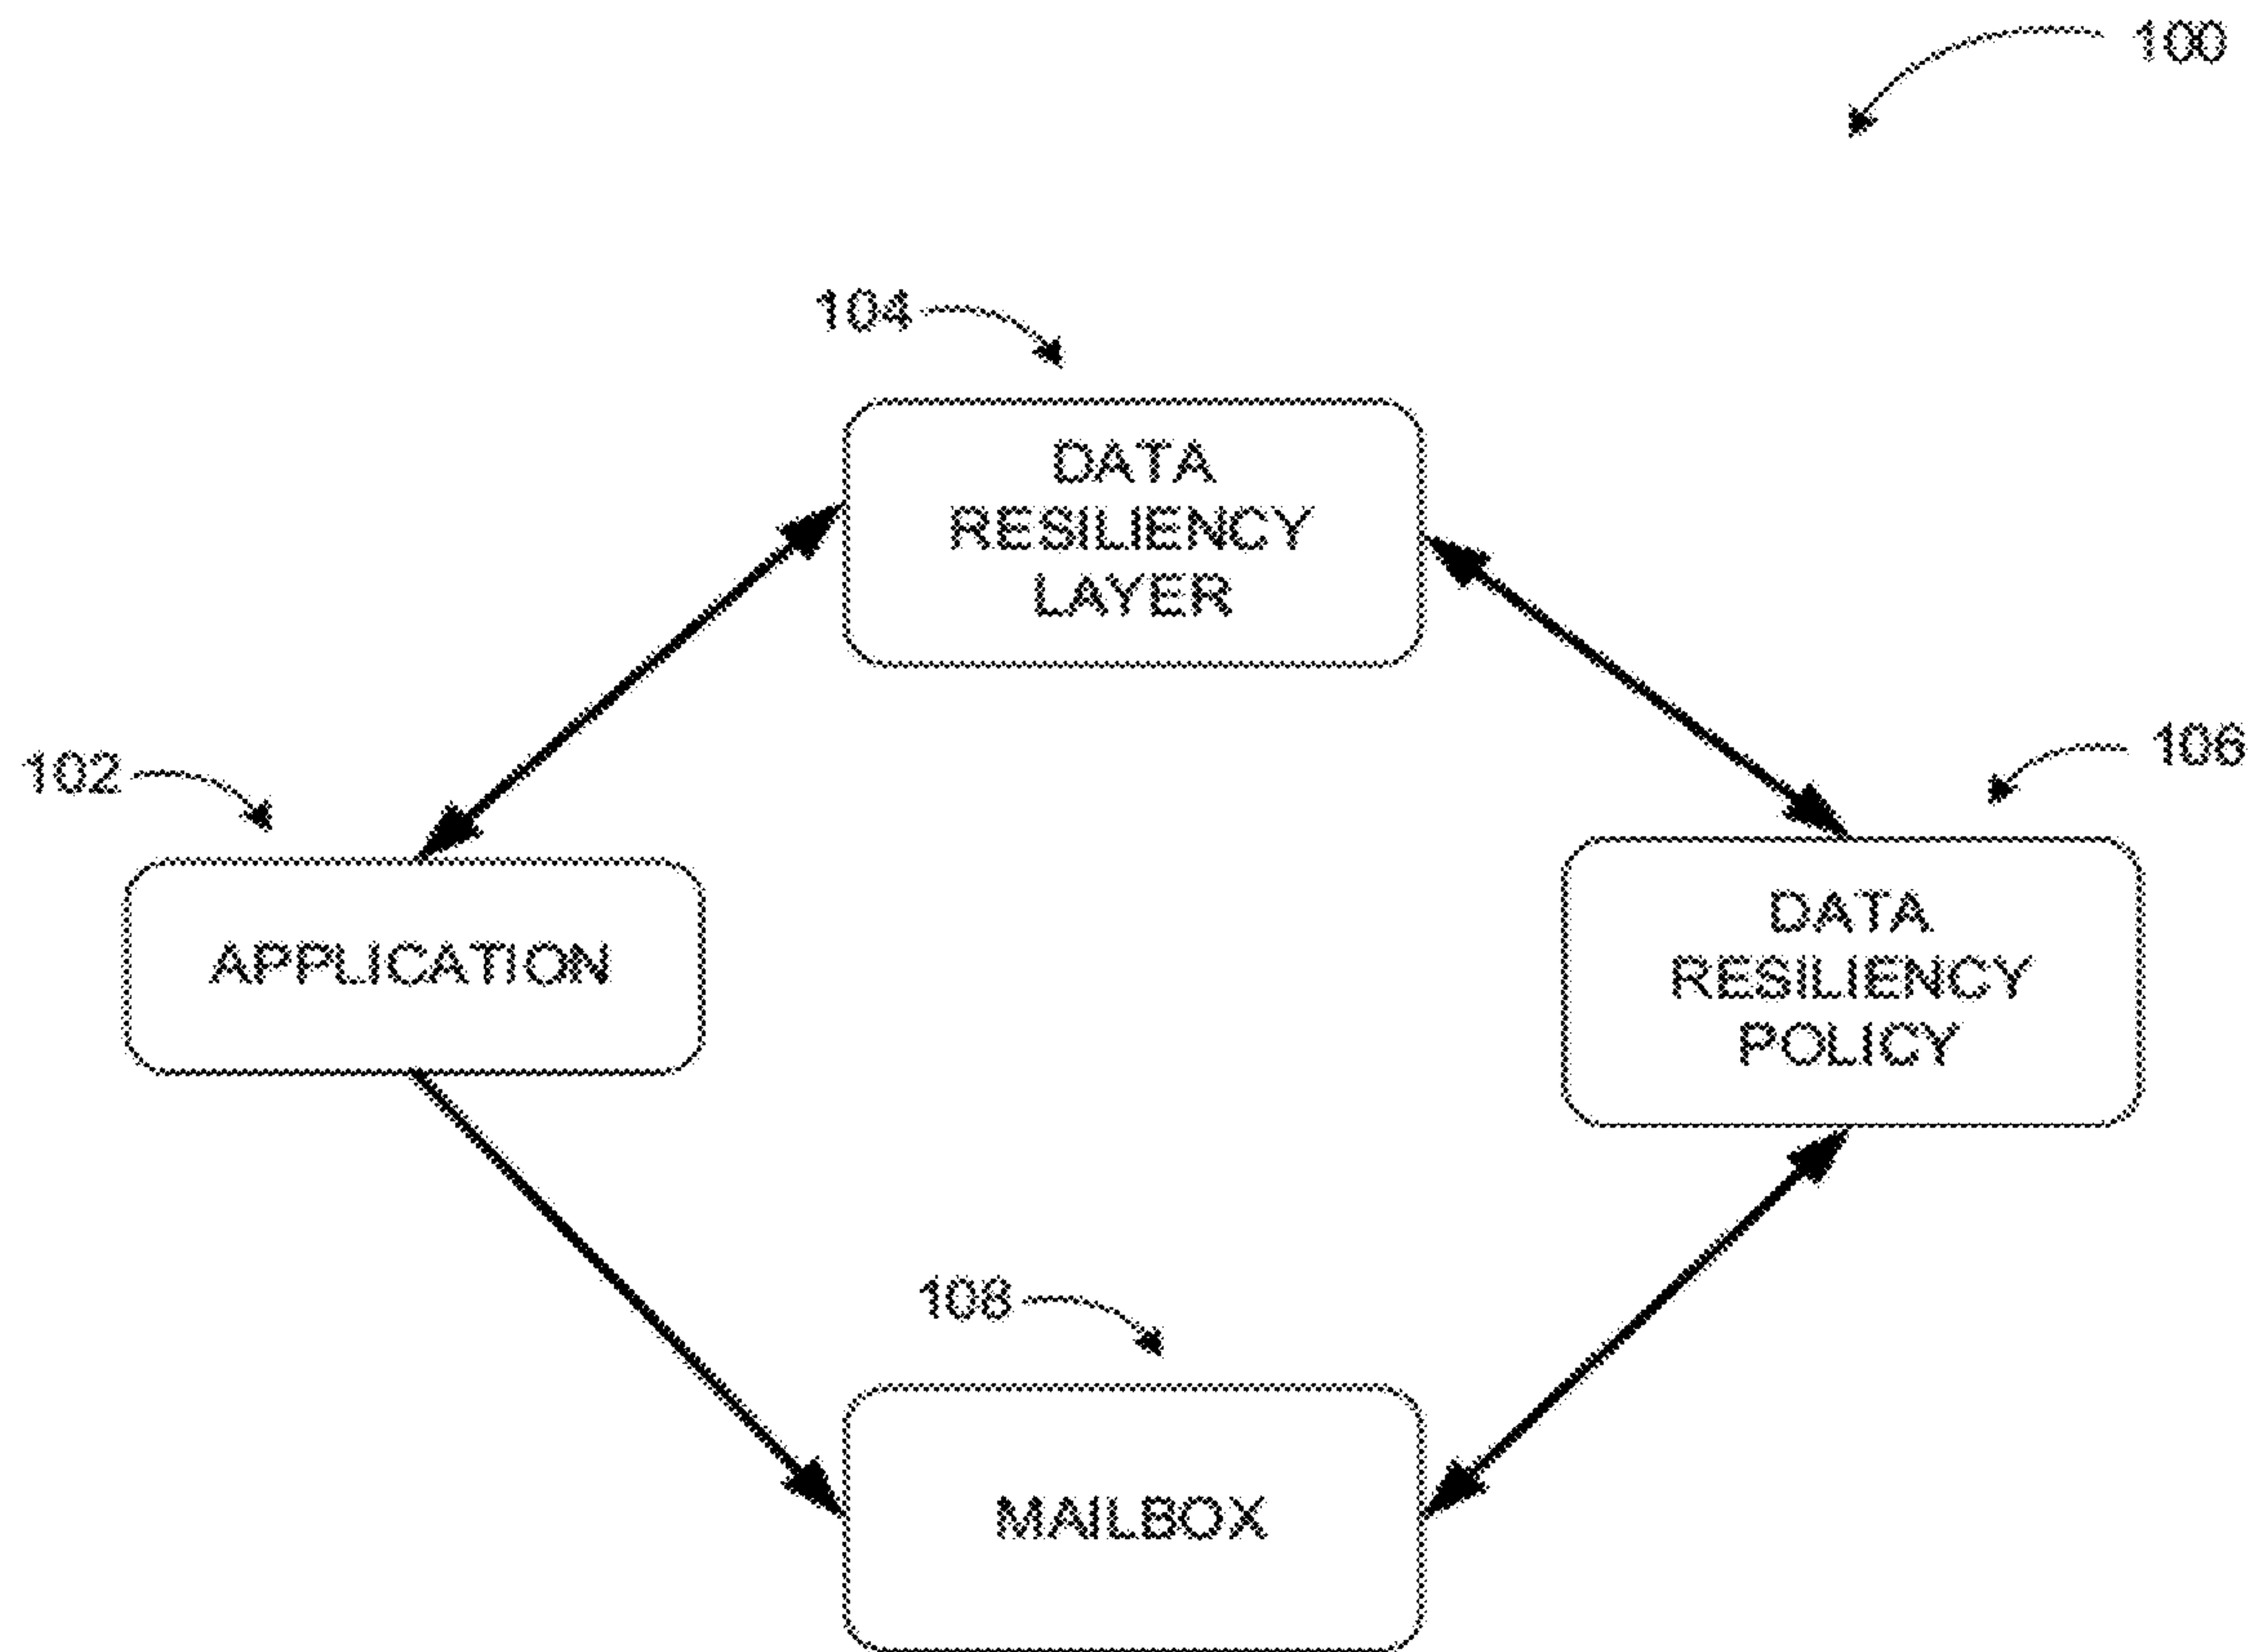 100
104
DATA
RESILIENCY
LAYER
102
106
APPLICATION
DATA
RESILIENCY
POLICY
108
MAILBOX